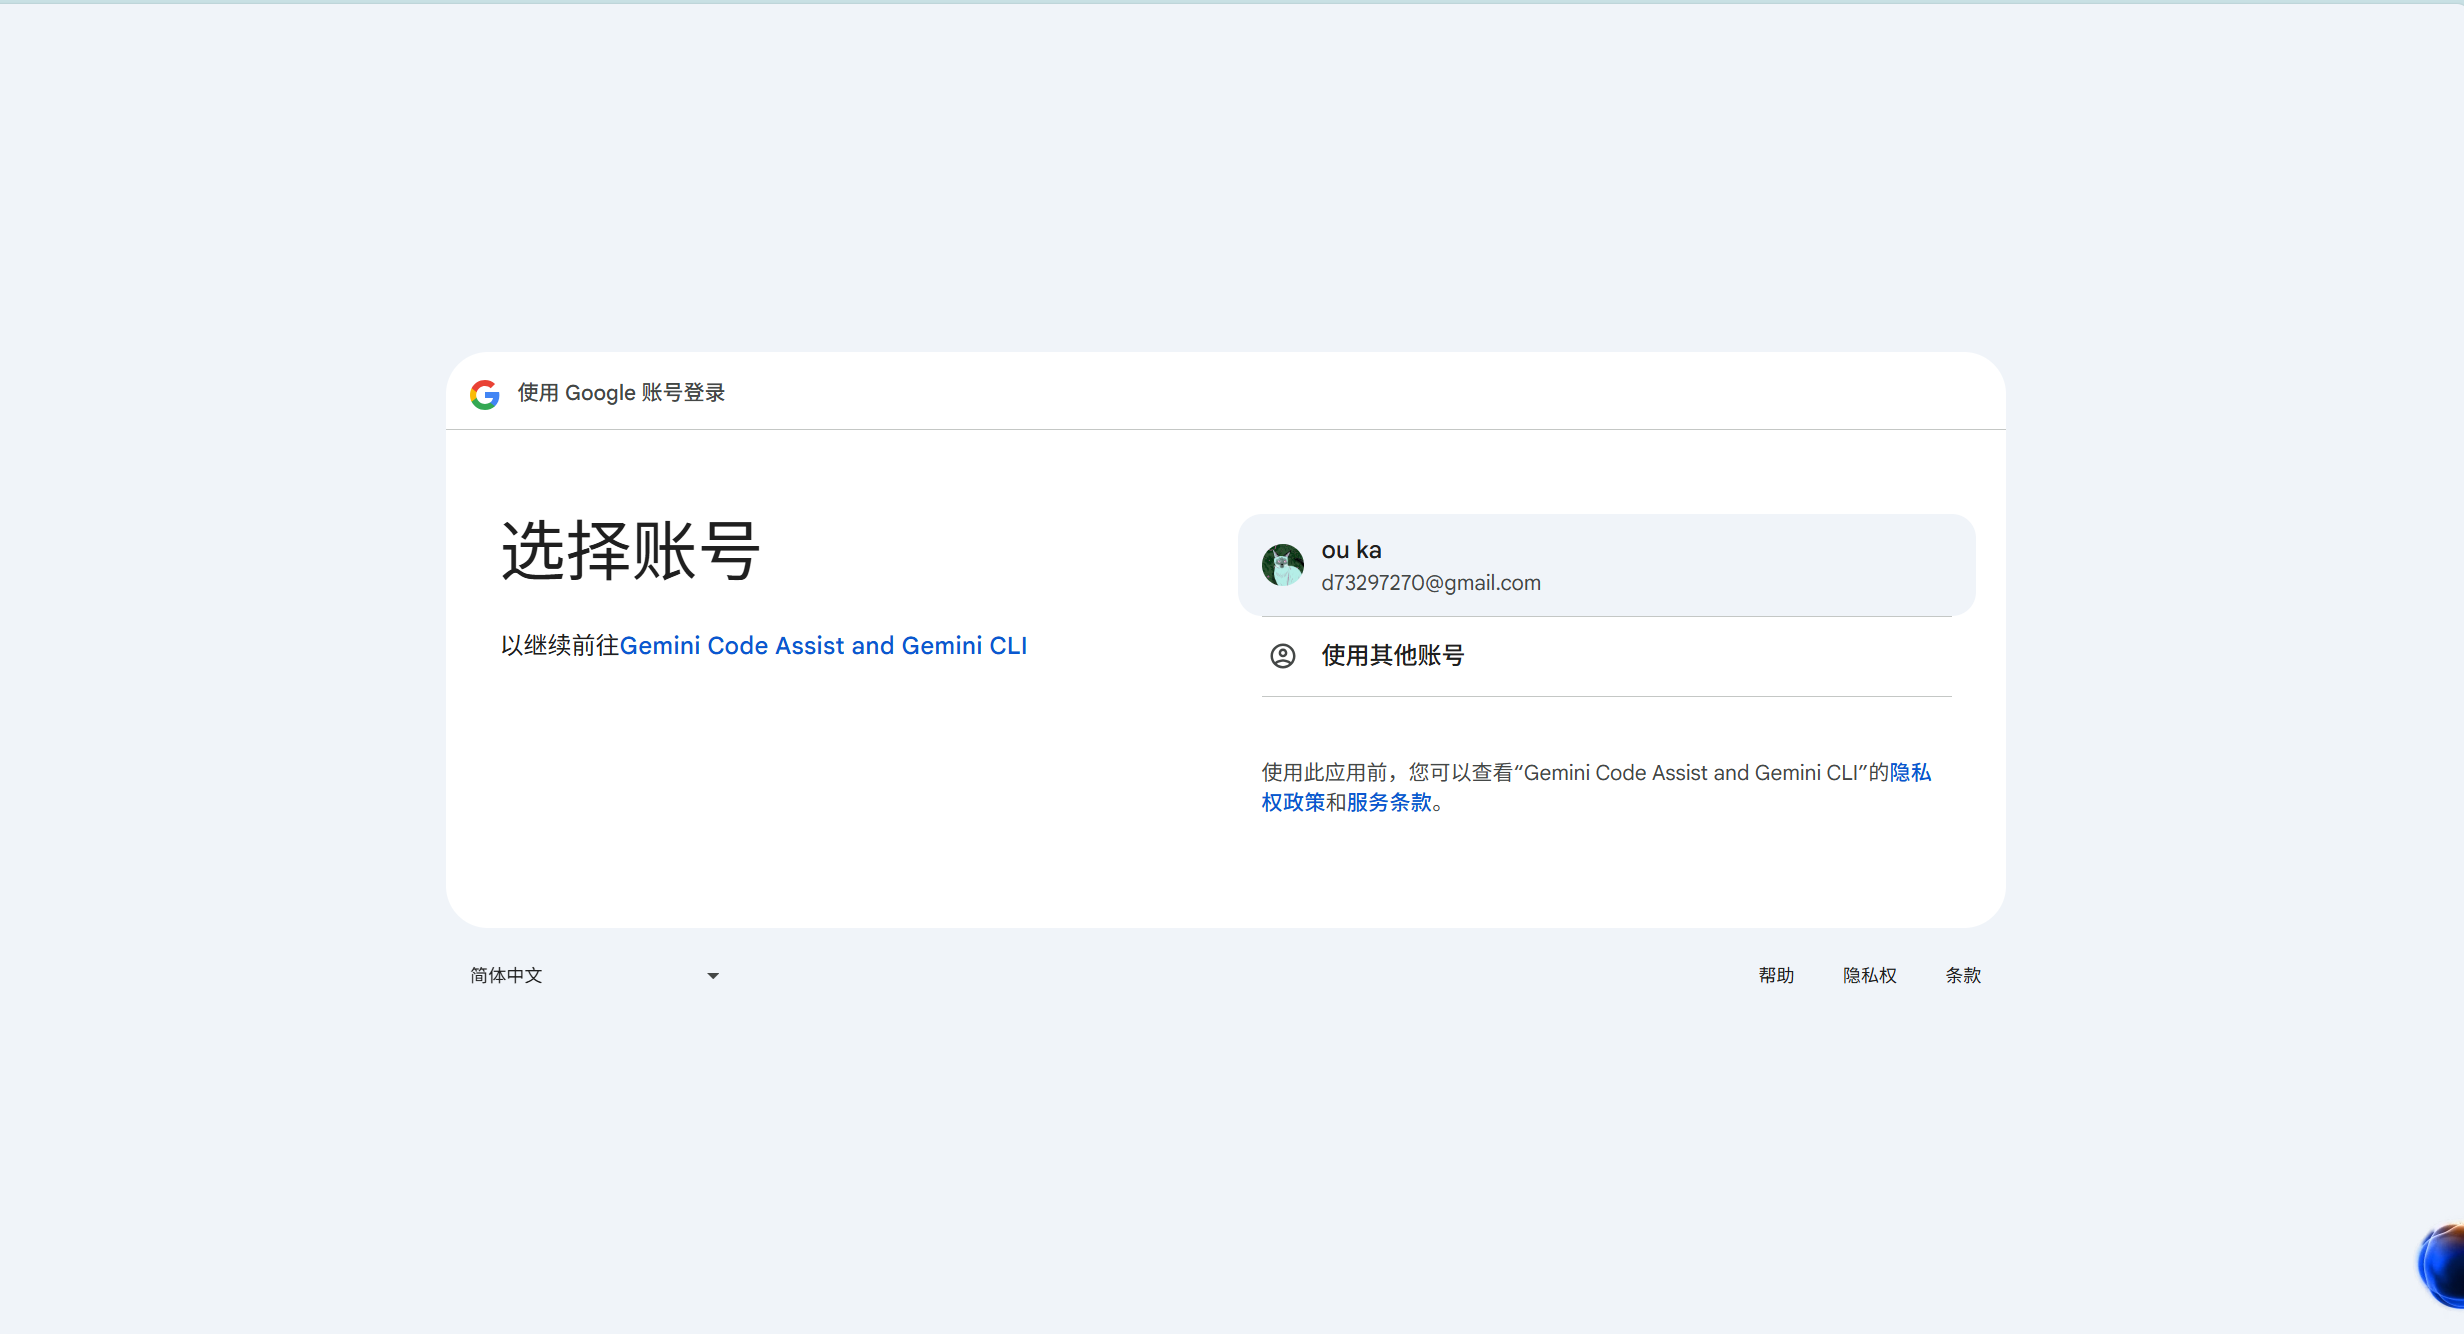 使用 Google 账号登录
选择账号
以继续前往Gemini Code Assist and Gemini CLI
ou ka
d73297270@gmail.com
使用其他账号
使用此应用前，您可以查看“Gemini Code Assist and Gemini CLI”的隐私
权政策和服务条款。
简体中文
帮助
隐私权
条款